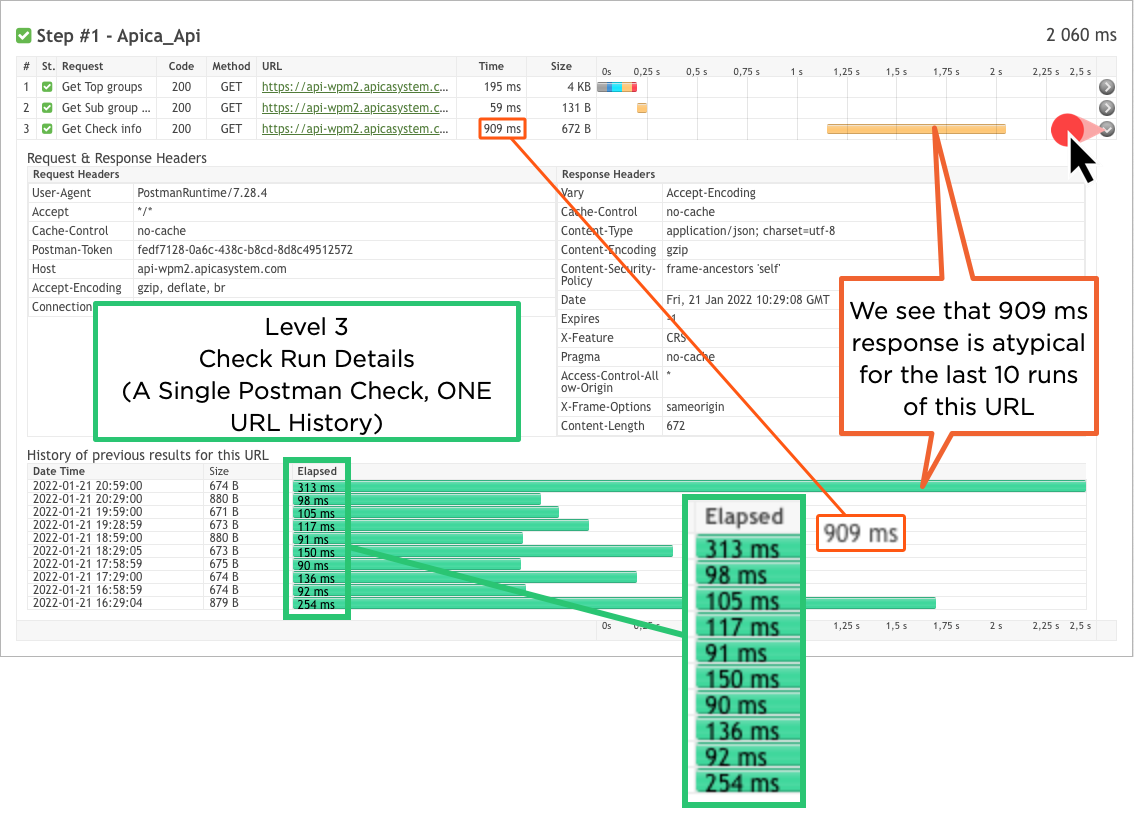 Step #1 - Apica_Api 2 060 ms
# St. Request Code Method URL Time Size 0s 0,25 s 0,5 s 0,75 s 1 s 1,25 s 1,5 s 1,75 s 2 s 2,25 s 2,5 s
1 Get Top groups 200 GET https://api-wpm2.apicasystem.c... 195 ms 4 KB
2 Get Sub group ... 200 GET https://api-wpm2.apicasystem.c... 59 ms 131 B
3 Get Check info 200 GET https://api-wpm2.apicasystem.c... 909 ms 672 B
Request & Response Headers
Request Headers
User-Agent PostmanRuntime/7.28.4
Accept */*
Cache-Control no-cache
Postman-Token fedf7128-0a6c-438c-b8cd-8d8c49512572
Host api-wpm2.apicasystem.com
Accept-Encoding gzip, deflate, br
Connection
Response Headers
Vary Accept-Encoding
Cache-Control no-cache
Content-Type application/json; charset=utf-8
Content-Encoding gzip
Content-Security-
Policy frame-ancestors 'self'
Date Fri, 21 Jan 2022 10:29:08 GMT
Expires -1
X-Feature CRS
Pragma no-cache
Access-Control-All
ow-Origin *
X-Frame-Options sameorigin
Content-Length 672
Level 3
Check Run Details
(A Single Postman Check, ONE
URL History)
We see that 909 ms
response is atypical
for the last 10 runs
of this URL
History of previous results for this URL
Date Time Size Elapsed
2022-01-21 20:59:00 674 B 313 ms
2022-01-21 20:29:00 880 B 98 ms
2022-01-21 19:59:00 671 B 105 ms
2022-01-21 19:28:59 673 B 117 ms
2022-01-21 18:59:00 880 B 91 ms
2022-01-21 18:29:05 673 B 150 ms
2022-01-21 17:58:59 675 B 90 ms
2022-01-21 17:29:00 674 B 136 ms
2022-01-21 16:58:59 674 B 92 ms
2022-01-21 16:29:04 879 B 254 ms
0s 0,25 s 1,25 s 1,5 s 1,75 s 2 s 2,25 s 2,5 s
909 ms
Elapsed
313 ms
98 ms
105 ms
117 ms
91 ms
150 ms
90 ms
136 ms
92 ms
254 ms